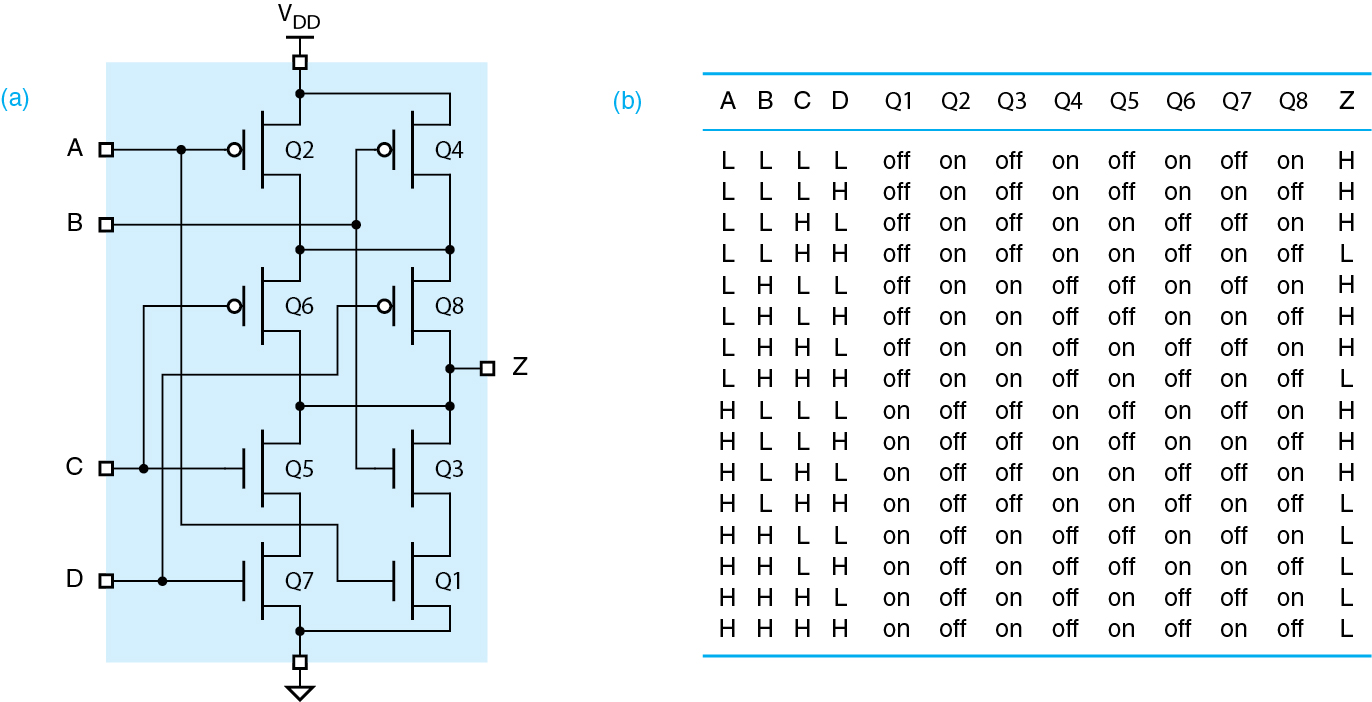 (a)
V_DD
A
B
C
D
Q2
Q4
Q6
Q8
Z
Q5
Q3
Q7
Q1
(b)
A B C D Q1 Q2 Q3 Q4 Q5 Q6 Q7 Q8 Z
L L L L off on off on off on off on H
L L L H off on off on off on on off H
L L H L off on off on on off off on H
L L H H off on off on on off on off L
L H L L off on on off off on off on H
L H L H off on on off off on on off H
L H H L off on on off on off off on H
L H H H off on on off on off on off L
H L L L on off off on off on off on H
H L L H on off off on off on on off H
H L H L on off off on on off off on H
H L H H on off off on on off on off L
H H L L on off on off off on off on L
H H L H on off on off off on on off L
H H H L on off on off on off off on L
H H H H on off on off on off on off L